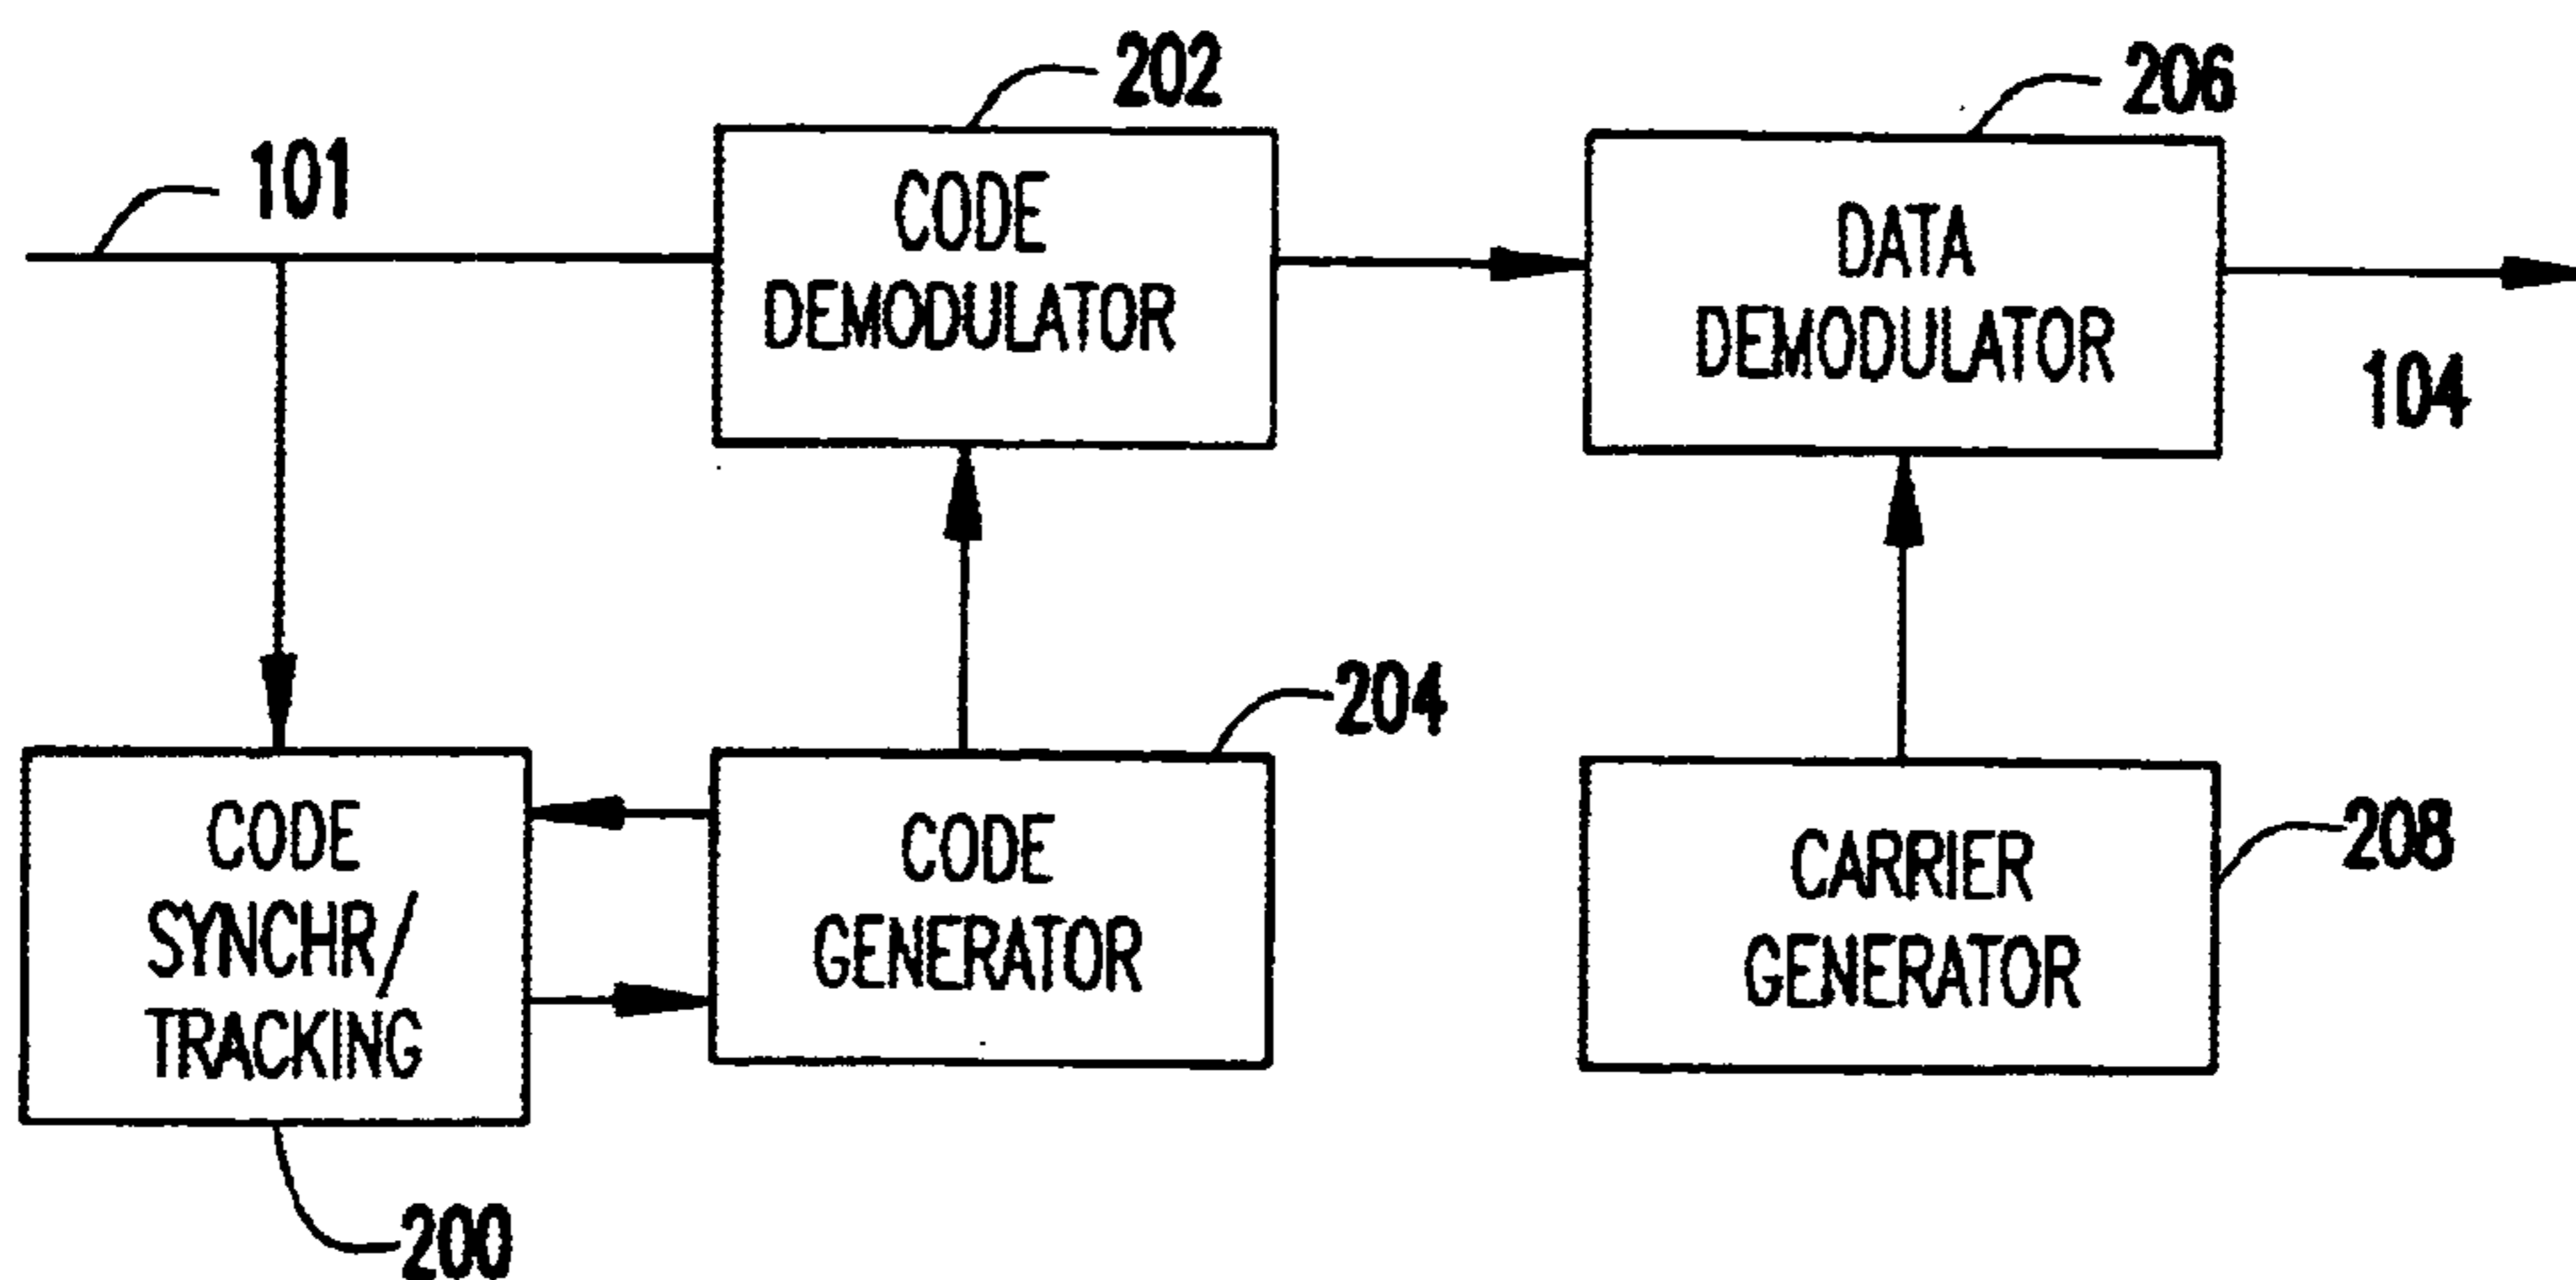 202
206
101
CODE
DEMODULATOR
DATA
DEMODULATOR
104
204
CODE
SYNCHR/
TRACKING
CODE
GENERATOR
CARRIER
GENERATOR
208
200